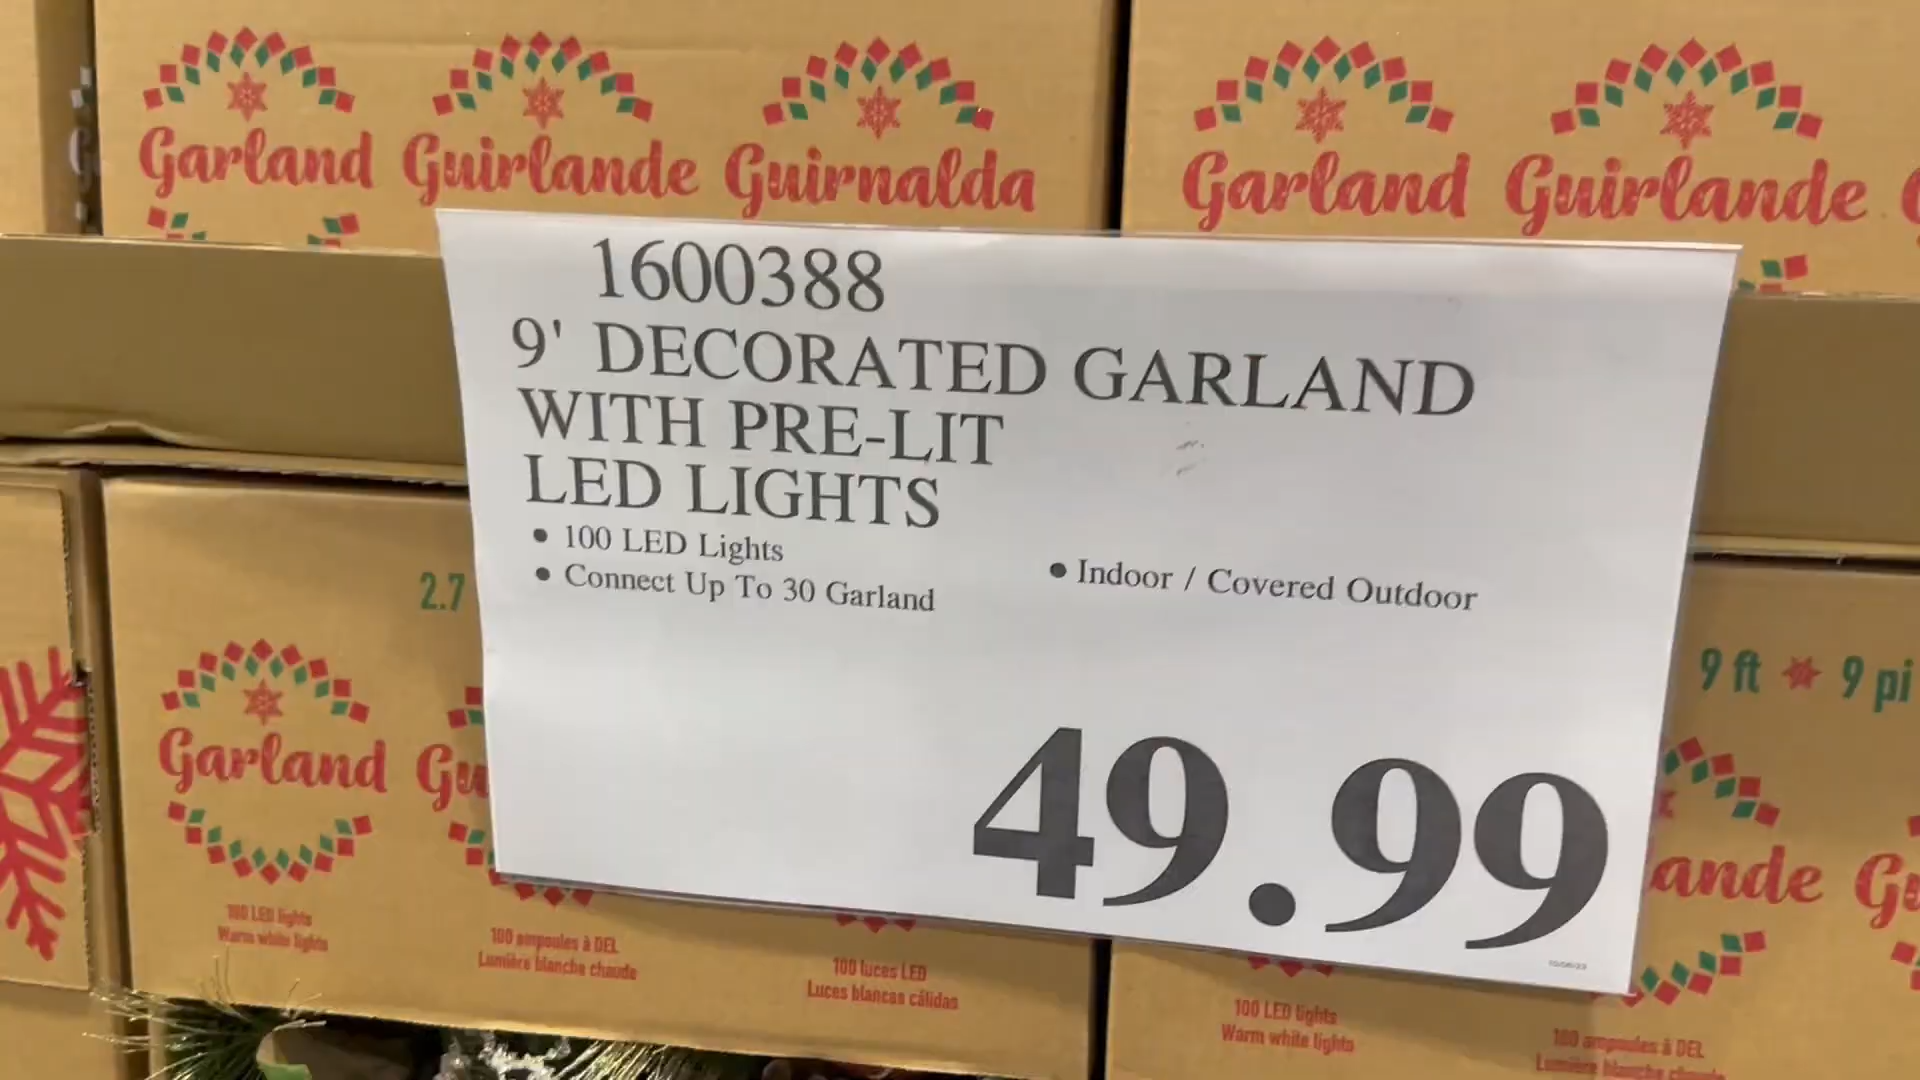 Garland Guirlande Guirnalda
Garland Guirlande
1600388
9' DECORATED GARLAND
WITH PRE-LIT
LED LIGHTS
• 100 LED Lights
• Connect Up To 30 Garland
• Indoor / Covered Outdoor
49.99
2.7
9 ft 9 pi
Garland Gu
ande Gu
100 LED lights
Warm white lights
100 ampoules à DEL
Lumière blanche chaude
100 luces LED
Luces blancas cálidas
100 LED lights
Warm white lights
100 ampoules à DEL
Lumière blanche chaude